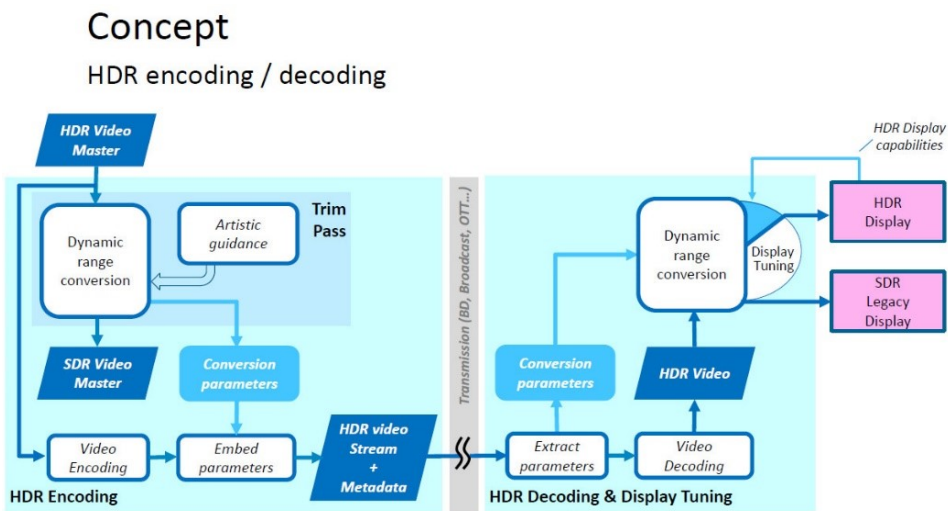 Concept
HDR encoding / decoding
HDR Video
Master
Dynamic
range
conversion
Artistic
guidance
Trim
Pass
SDR Video
Master
Conversion
parameters
Video
Encoding
Embed
parameters
HDR video
Stream
+
Metadata
HDR Encoding
Transmission (BD, Broadcast, OTT...)
HDR Display
capabilities
Dynamic
range
conversion
Display
Tuning
HDR
Display
SDR
Legacy
Display
Conversion
parameters
HDR Video
Extract
parameters
Video
Decoding
HDR Decoding & Display Tuning